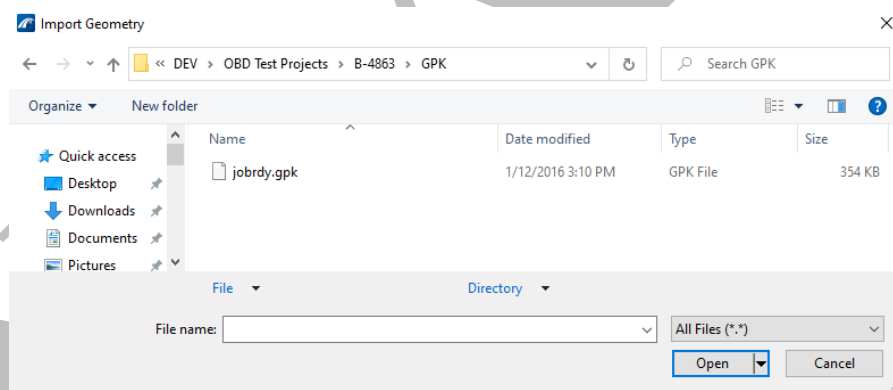 Import Geometry
« DEV > OBD Test Projects > B-4863 > GPK
Search GPK
Organize
New folder
Name
Date modified
Type
Size
Quick access
jobrdy.gpk
1/12/2016 3:10 PM
GPK File
354 KB
Desktop
Downloads
Documents
Pictures
File
Directory
File name:
All Files (*.*)
Open
Cancel